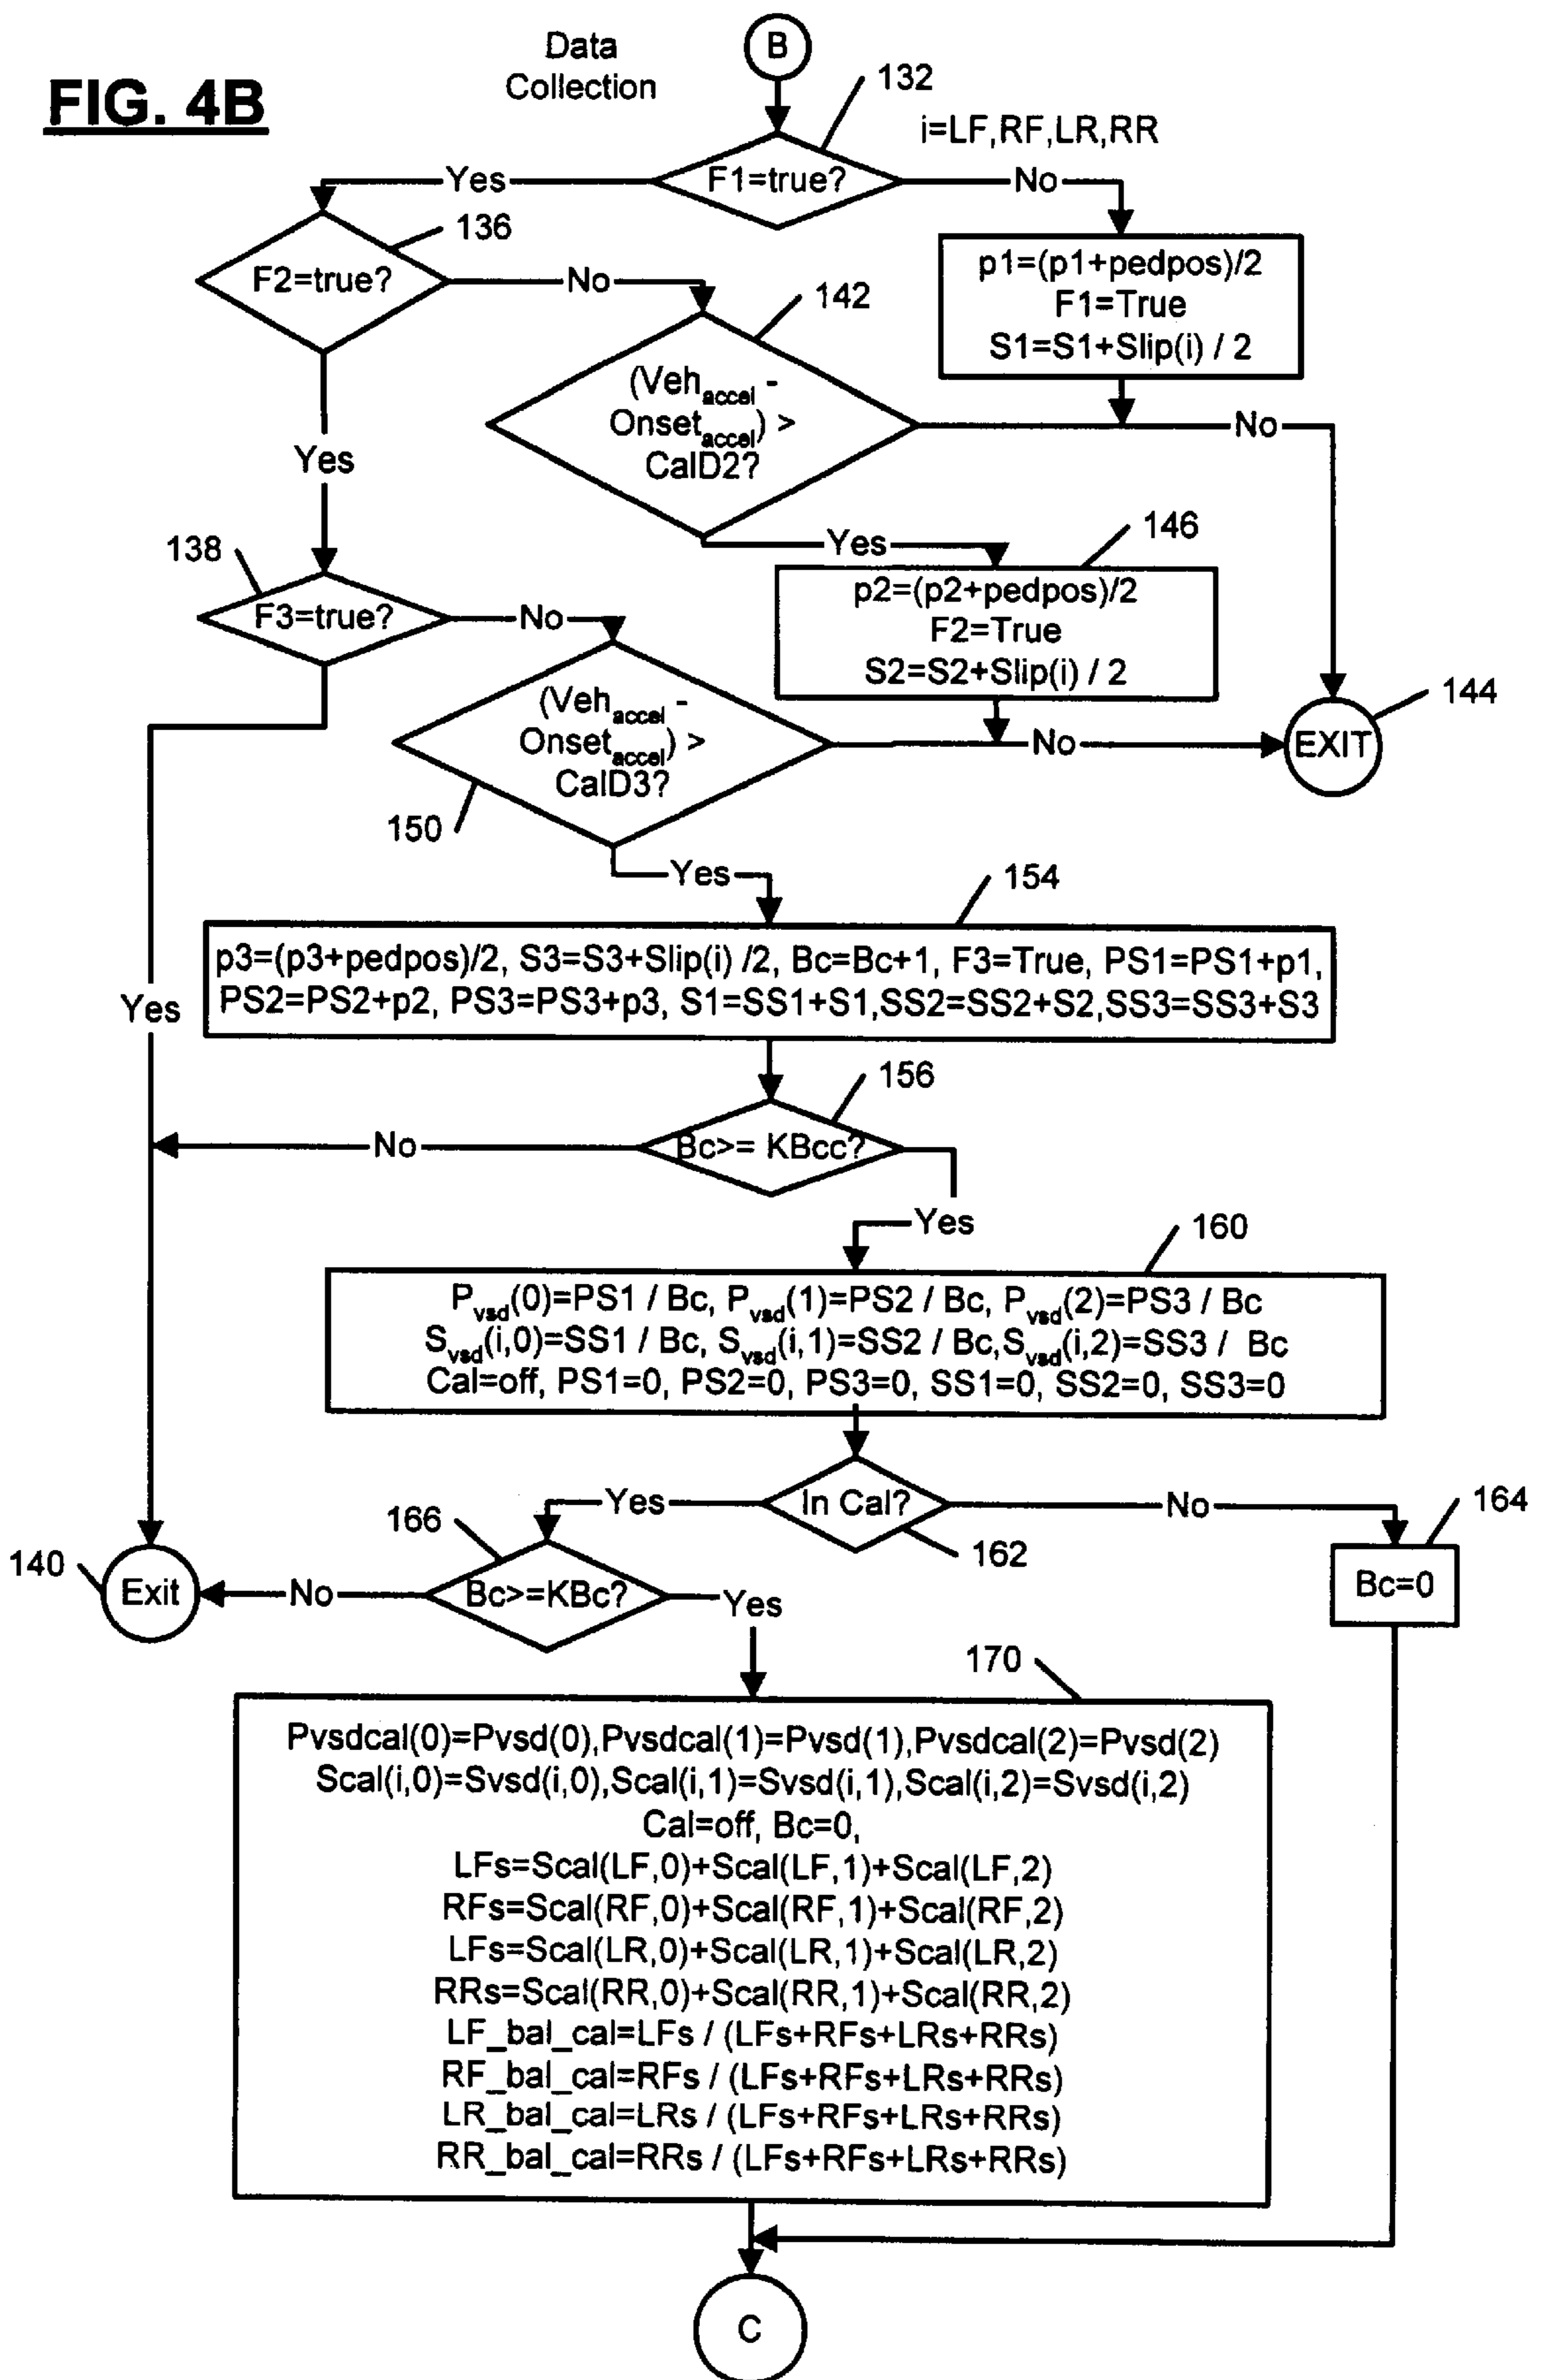 FIG. 4B
Data
Collection
B
132
i=LF,RF,LR,RR
F1=true?
Yes
No
136
F2=true?
No
142
p1=(p1+pedpos)/2
F1=True
S1=S1+Slip(i) / 2
(Veh_accel -
Onset_accel) >
CalD2?
No
Yes
Yes
146
138
F3=true?
No
p2=(p2+pedpos)/2
F2=True
S2=S2+Slip(i) / 2
144
(Veh_accel -
Onset_accel) >
CalD3?
No
EXIT
150
Yes
154
p3=(p3+pedpos)/2, S3=S3+Slip(i) /2, Bc=Bc+1, F3=True, PS1=PS1+p1,
PS2=PS2+p2, PS3=PS3+p3, S1=SS1+S1,SS2=SS2+S2,SS3=SS3+S3
Yes
156
Bc>= KBcc?
No
Yes
160
P_vsd(0)=PS1 / Bc, P_vsd(1)=PS2 / Bc, P_vsd(2)=PS3 / Bc
S_vsd(i,0)=SS1 / Bc, S_vsd(i,1)=SS2 / Bc,S_vsd(i,2)=SS3 / Bc
Cal=off, PS1=0, PS2=0, PS3=0, SS1=0, SS2=0, SS3=0
In Cal?
Yes
No
162
164
Bc=0
166
Bc>=KBc?
No
Yes
140
Exit
170
Pvsdcal(0)=Pvsd(0),Pvsdcal(1)=Pvsd(1),Pvsdcal(2)=Pvsd(2)
Scal(i,0)=Svsd(i,0),Scal(i,1)=Svsd(i,1),Scal(i,2)=Svsd(i,2)
Cal=off, Bc=0,
LFs=Scal(LF,0)+Scal(LF,1)+Scal(LF,2)
RFs=Scal(RF,0)+Scal(RF,1)+Scal(RF,2)
LFs=Scal(LR,0)+Scal(LR,1)+Scal(LR,2)
RRs=Scal(RR,0)+Scal(RR,1)+Scal(RR,2)
LF_bal_cal=LFs / (LFs+RFs+LRs+RRs)
RF_bal_cal=RFs / (LFs+RFs+LRs+RRs)
LR_bal_cal=LRs / (LFs+RFs+LRs+RRs)
RR_bal_cal=RRs / (LFs+RFs+LRs+RRs)
C